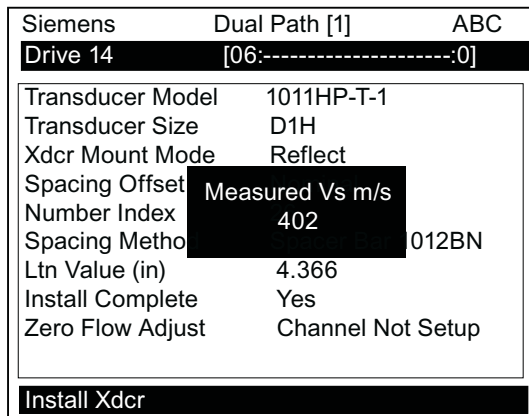 Siemens Dual Path [1] ABC
Drive 14 [06:---------------------:0]
Transducer Model 1011HP-T-1
Transducer Size D1H
Xdcr Mount Mode Reflect
Spacing Offset
Measured Vs m/s
Number Index
402
Spacing Method Spacer Bar 1012BN
Ltn Value (in) 4.366
Install Complete Yes
Zero Flow Adjust Channel Not Setup
Install Xdcr